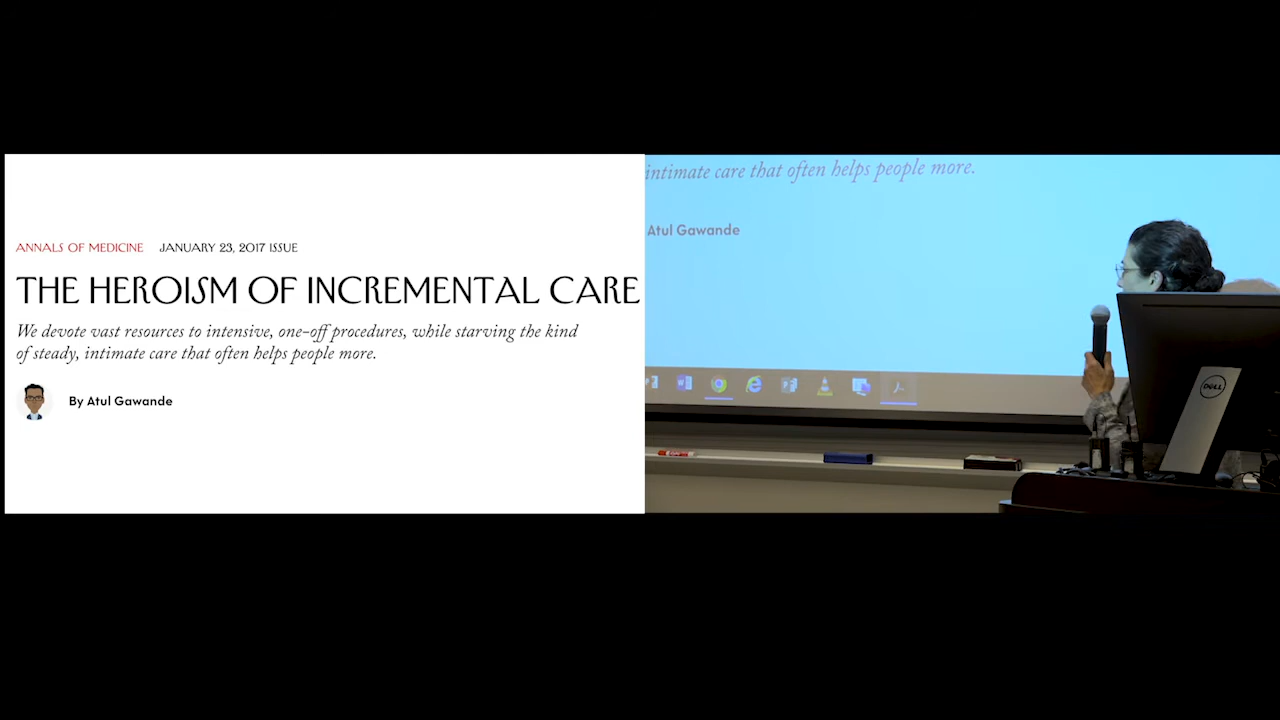 ANNALS OF MEDICINE JANUARY 23, 2017 ISSUE
THE HEROISM OF INCREMENTAL CARE
We devote vast resources to intensive, one-off procedures, while starving the kind
of steady, intimate care that often helps people more.
By Atul Gawande
intimate care that often helps people more.
Atul Gawande
DELL